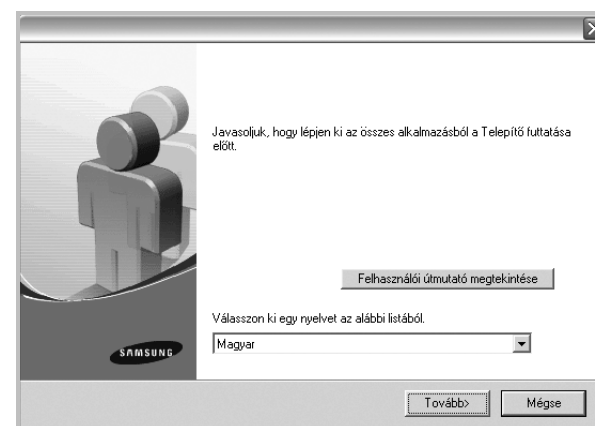 Javasoljuk, hogy lépjen ki az összes alkalmazásból a Telepítő futtatása
előtt.
Felhasználói útmutató megtekintése
Válasszon ki egy nyelvet az alábbi listából.
SAMSUNG
Magyar
Tovább>
Mégse